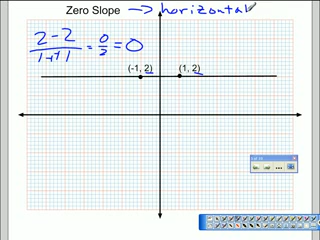 Zero Slope → horizontal
2-2/1+1 = 0/2 = 0
(-1, 2) (1, 2)